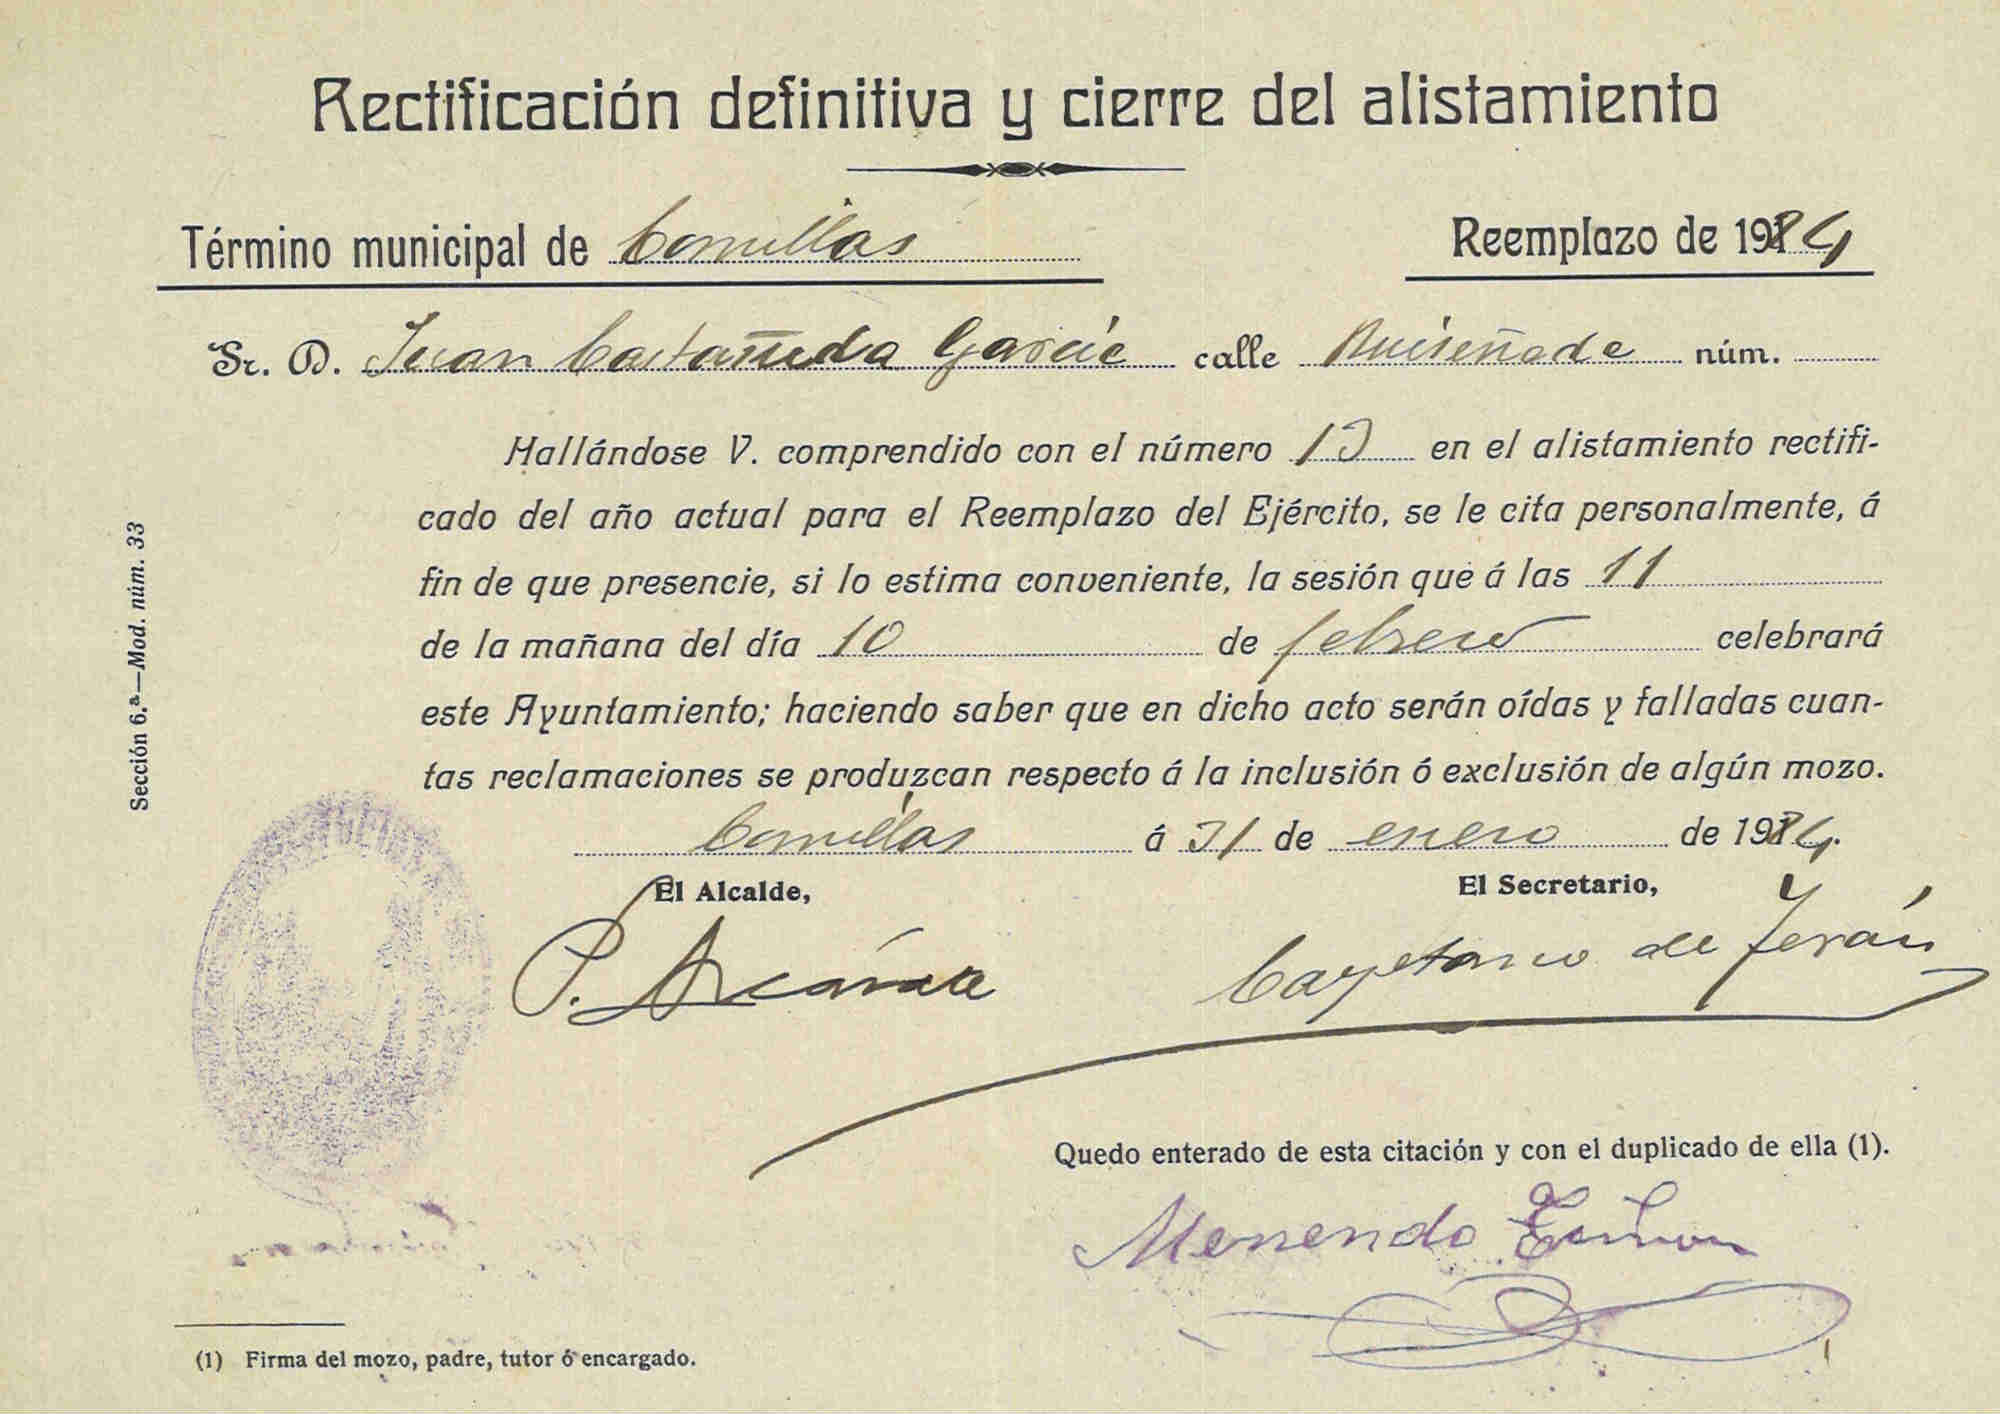 Rectificación definitiva y cierre del alistamiento
Término municipal de Comillas Reemplazo de 1924
Sr. D. Juan Castañeda García calle Ruiseñada núm.
Hallándose V. comprendido con el número 13 en el alistamiento rectifi-
cado del año actual para el Reemplazo del Ejército, se le cita personalmente, á
fin de que presencie, si lo estima conveniente, la sesión que á las 11
de la mañana del día 10 de febrero celebrará
este Ayuntamiento; haciendo saber que en dicho acto serán oídas y falladas cuan-
tas reclamaciones se produzcan respecto á la inclusión ó exclusión de algún mozo.
Comillas á 31 de enero de 1924.
El Alcalde, El Secretario,
P. Cayetano de Terán
Quedo enterado de esta citación y con el duplicado de ella (1).
Menendo
(1) Firma del mozo, padre, tutor ó encargado.
Sección 6.ª—Mod. núm. 33